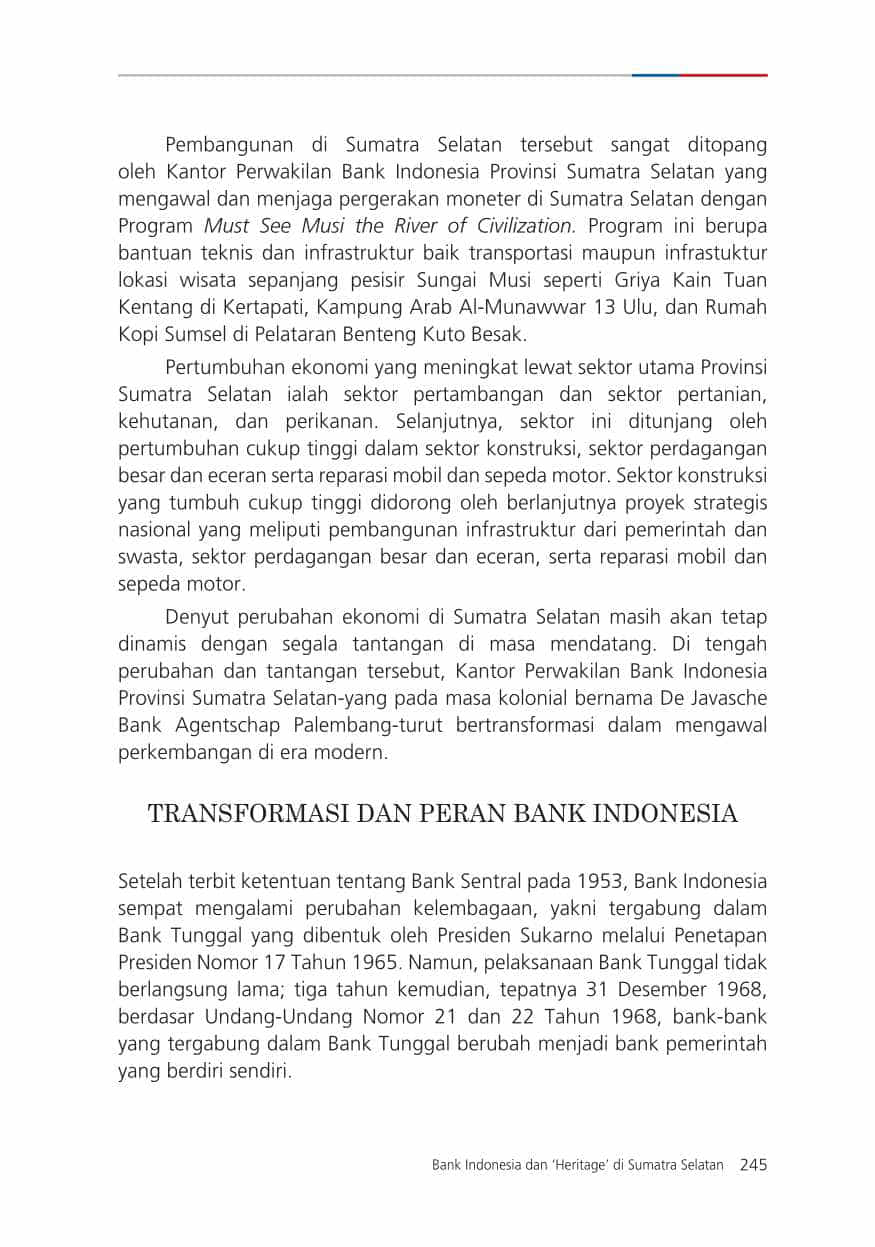 Pembangunan di Sumatra Selatan tersebut sangat ditopang
oleh Kantor Perwakilan Bank Indonesia Provinsi Sumatra Selatan yang
mengawal dan menjaga pergerakan moneter di Sumatra Selatan dengan
Program Must See Musi the River of Civilization. Program ini berupa
bantuan teknis dan infrastruktur baik transportasi maupun infrastuktur
lokasi wisata sepanjang pesisir Sungai Musi seperti Griya Kain Tuan
Kentang di Kertapati, Kampung Arab Al-Munawwar 13 Ulu, dan Rumah
Kopi Sumsel di Pelataran Benteng Kuto Besak.
Pertumbuhan ekonomi yang meningkat lewat sektor utama Provinsi
Sumatra Selatan ialah sektor pertambangan dan sektor pertanian,
kehutanan, dan perikanan. Selanjutnya, sektor ini ditunjang oleh
pertumbuhan cukup tinggi dalam sektor konstruksi, sektor perdagangan
besar dan eceran serta reparasi mobil dan sepeda motor. Sektor konstruksi
yang tumbuh cukup tinggi didorong oleh berlanjutnya proyek strategis
nasional yang meliputi pembangunan infrastruktur dari pemerintah dan
swasta, sektor perdagangan besar dan eceran, serta reparasi mobil dan
sepeda motor.
Denyut perubahan ekonomi di Sumatra Selatan masih akan tetap
dinamis dengan segala tantangan di masa mendatang. Di tengah
perubahan dan tantangan tersebut, Kantor Perwakilan Bank Indonesia
Provinsi Sumatra Selatan-yang pada masa kolonial bernama De Javasche
Bank Agentschap Palembang-turut bertransformasi dalam mengawal
perkembangan di era modern.
TRANSFORMASI DAN PERAN BANK INDONESIA
Setelah terbit ketentuan tentang Bank Sentral pada 1953, Bank Indonesia
sempat mengalami perubahan kelembagaan, yakni tergabung dalam
Bank Tunggal yang dibentuk oleh Presiden Sukarno melalui Penetapan
Presiden Nomor 17 Tahun 1965. Namun, pelaksanaan Bank Tunggal tidak
berlangsung lama; tiga tahun kemudian, tepatnya 31 Desember 1968,
berdasar Undang-Undang Nomor 21 dan 22 Tahun 1968, bank-bank
yang tergabung dalam Bank Tunggal berubah menjadi bank pemerintah
yang berdiri sendiri.
Bank Indonesia dan ‘Heritage’ di Sumatra Selatan 245